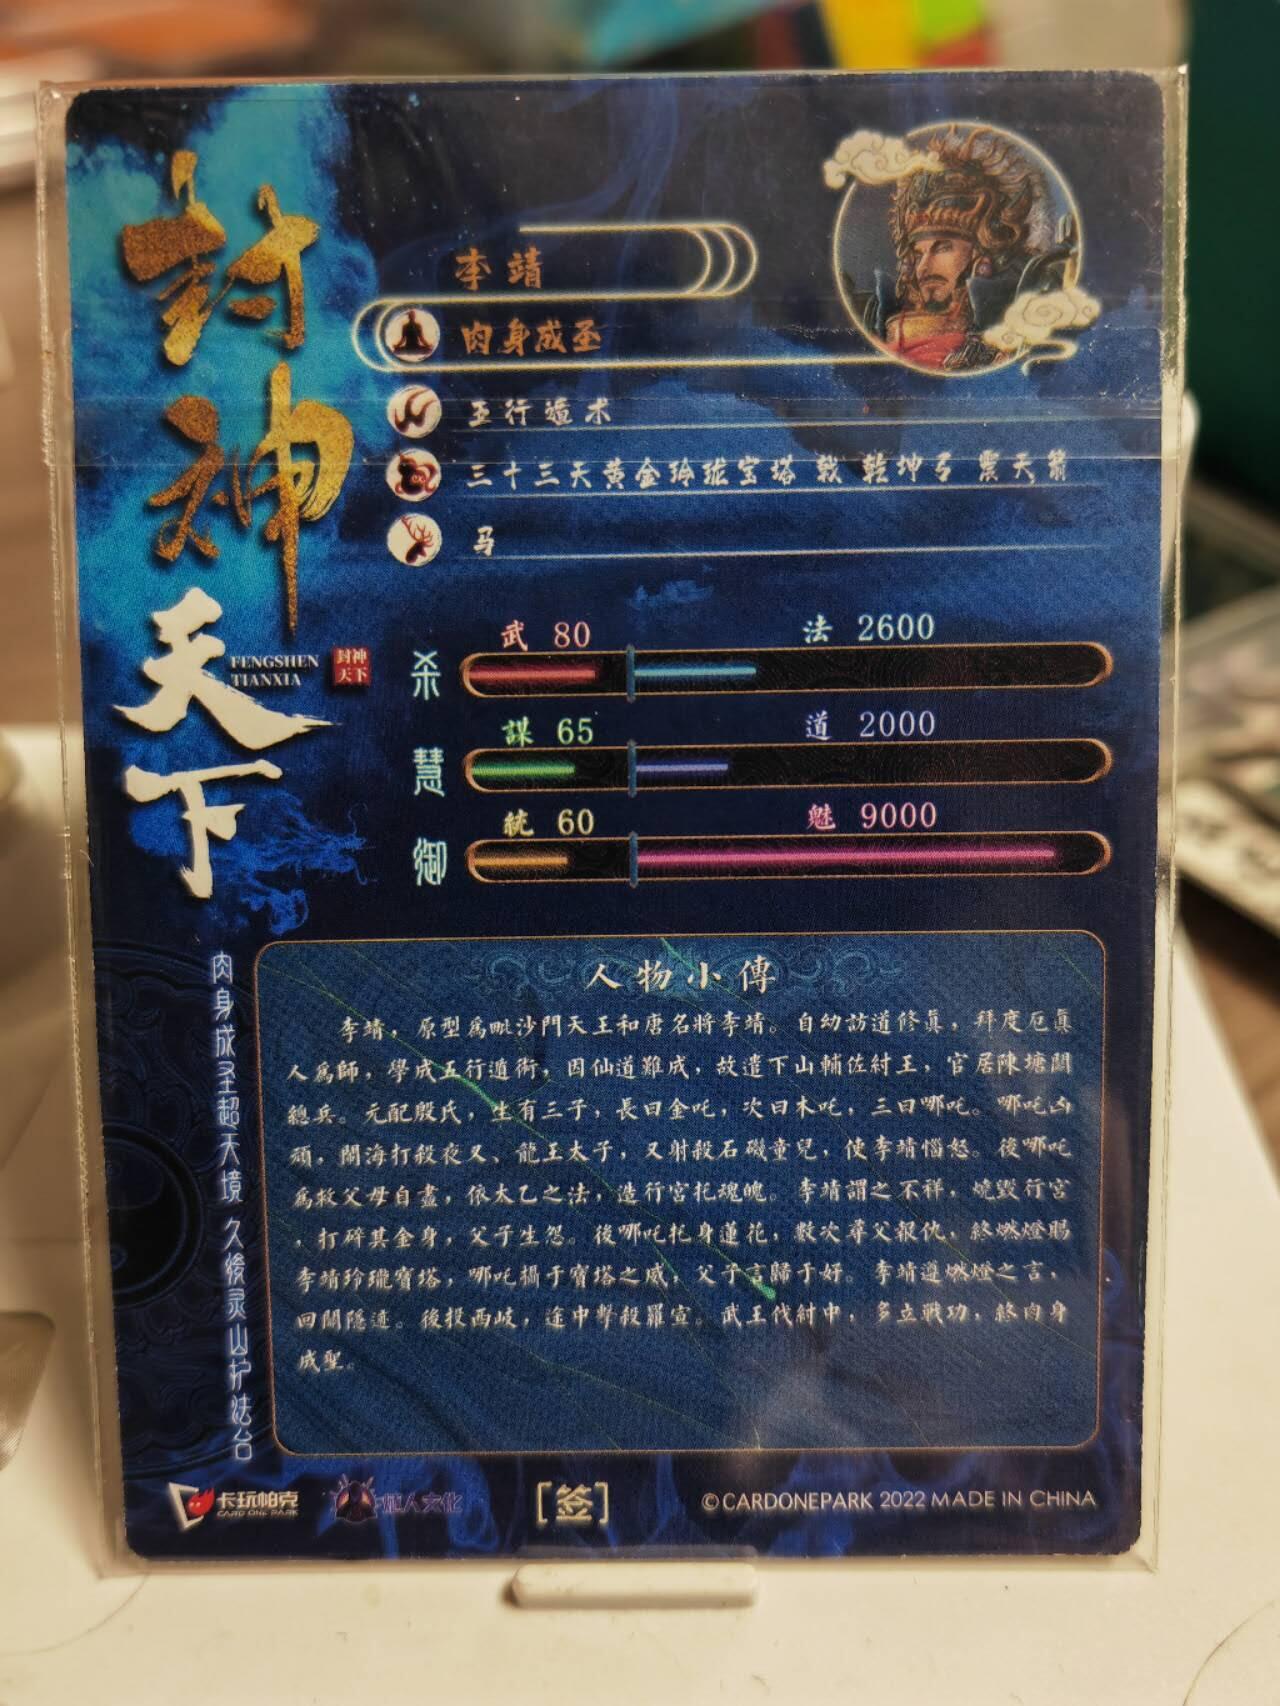 封神天下
FENGSHEN
TIANXIA
封神
天下
李靖
肉身成圣
五行遁术
三十三天黄金玲珑宝塔 戟 乾坤弓 震天箭
马
武 80 法 2600
杀
謀 65 道 2000
慧
統 60 魅 9000
御
肉身成圣超天境 久後灵山护法台
人物小傳
李靖，原型爲毗沙門天王和唐名將李靖。自幼訪道修真，拜度厄真
人爲師，學成五行遁術，因仙道難成，故遣下山輔佐紂王，官居陳塘關
總兵。元配殷氏，生有三子，長曰金吒，次曰木吒，三曰哪吒。哪吒凶
頑，鬧海打殺夜叉、龍王太子，又射殺石磯童兒，使李靖惱怒。後哪吒
爲救父母自盡，依太乙之法，造行宮托魂魄。李靖謂之不祥，燒毀行宮
，打碎其金身，父子生怨。後哪吒托身蓮花，數次尋父報仇，終燃燈賜
李靖玲瓏寶塔，哪吒攝于寶塔之威，父子言歸于好。李靖遵燃燈之言，
回關隱迹。後投西岐，途中擊殺羅宣。武王伐紂中，多立戰功，終肉身
成聖。
卡玩帕克
CARD ONE PARK
[签]
©CARDONEPARK 2022 MADE IN CHINA